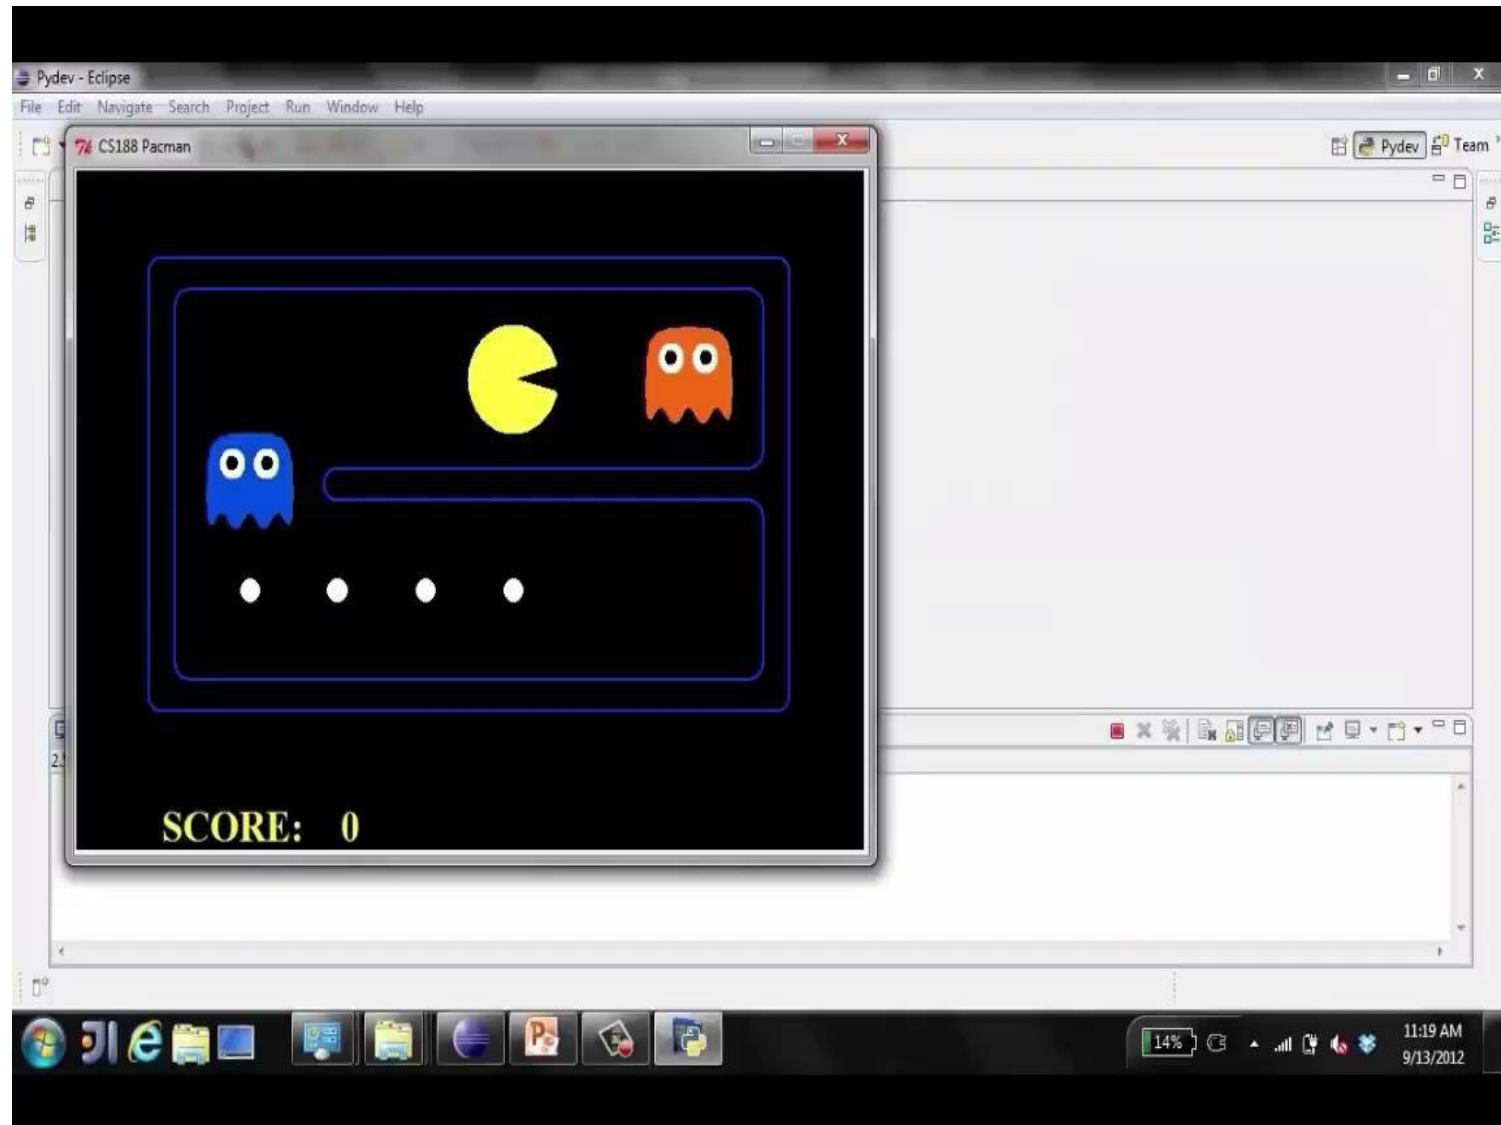 Pydev - Eclipse
File Edit Navigate Search Project Run Window Help
CS188 Pacman
Pydev
Team
SCORE: 0
14%
11:19 AM
9/13/2012